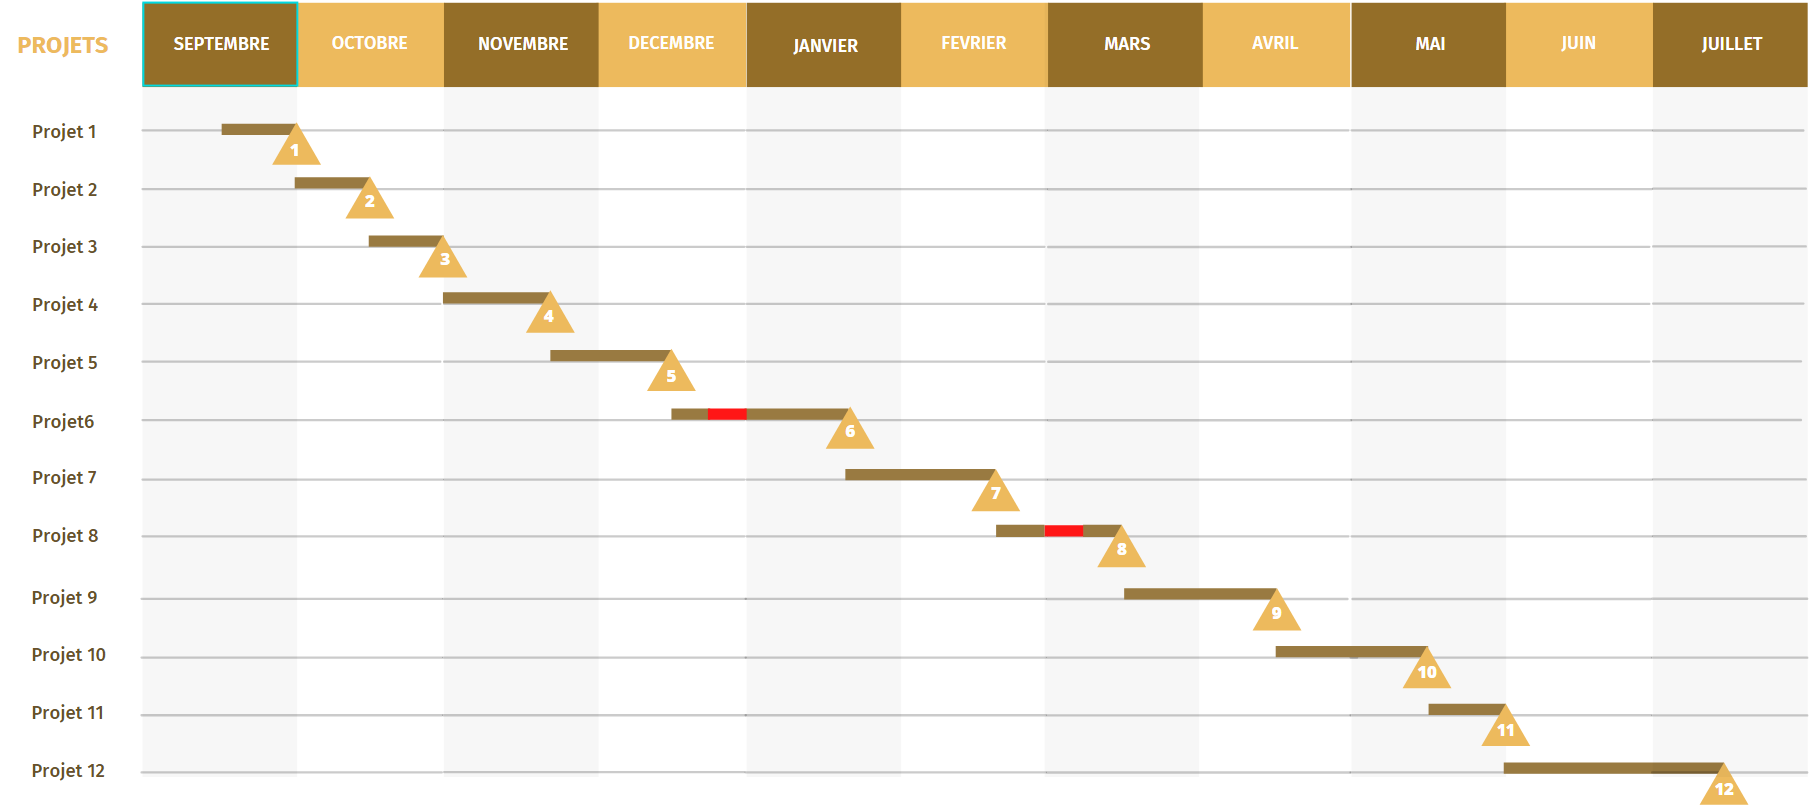 PROJETS
SEPTEMBRE
OCTOBRE
NOVEMBRE
DECEMBRE
JANVIER
FEVRIER
MARS
AVRIL
MAI
JUIN
JUILLET
Projet 1
1
Projet 2
2
Projet 3
3
Projet 4
4
Projet 5
5
Projet6
6
Projet 7
7
Projet 8
8
Projet 9
9
Projet 10
10
Projet 11
11
Projet 12
12